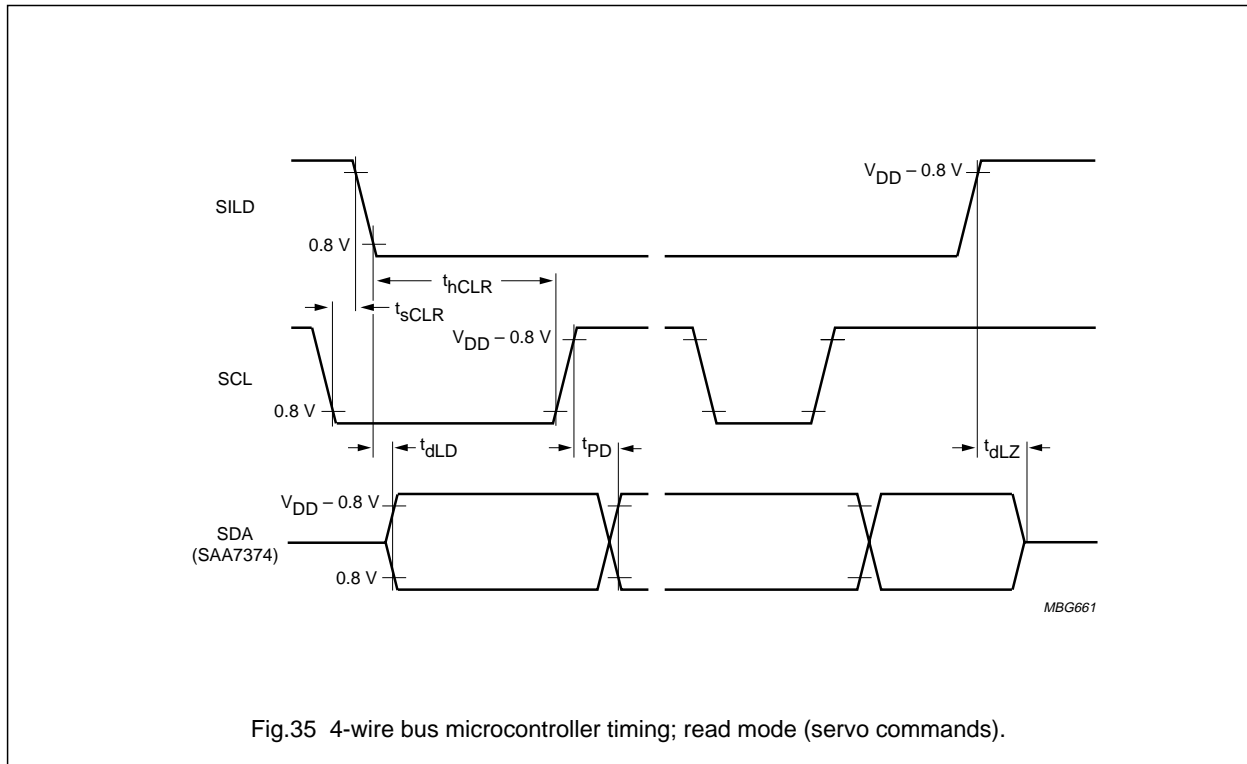 V_DD – 0.8 V
SILD
0.8 V
t_hCLR
t_sCLR
V_DD – 0.8 V
SCL
0.8 V
t_dLD
t_PD
t_dLZ
V_DD – 0.8 V
SDA
(SAA7374)
0.8 V
MBG661
Fig.35 4-wire bus microcontroller timing; read mode (servo commands).